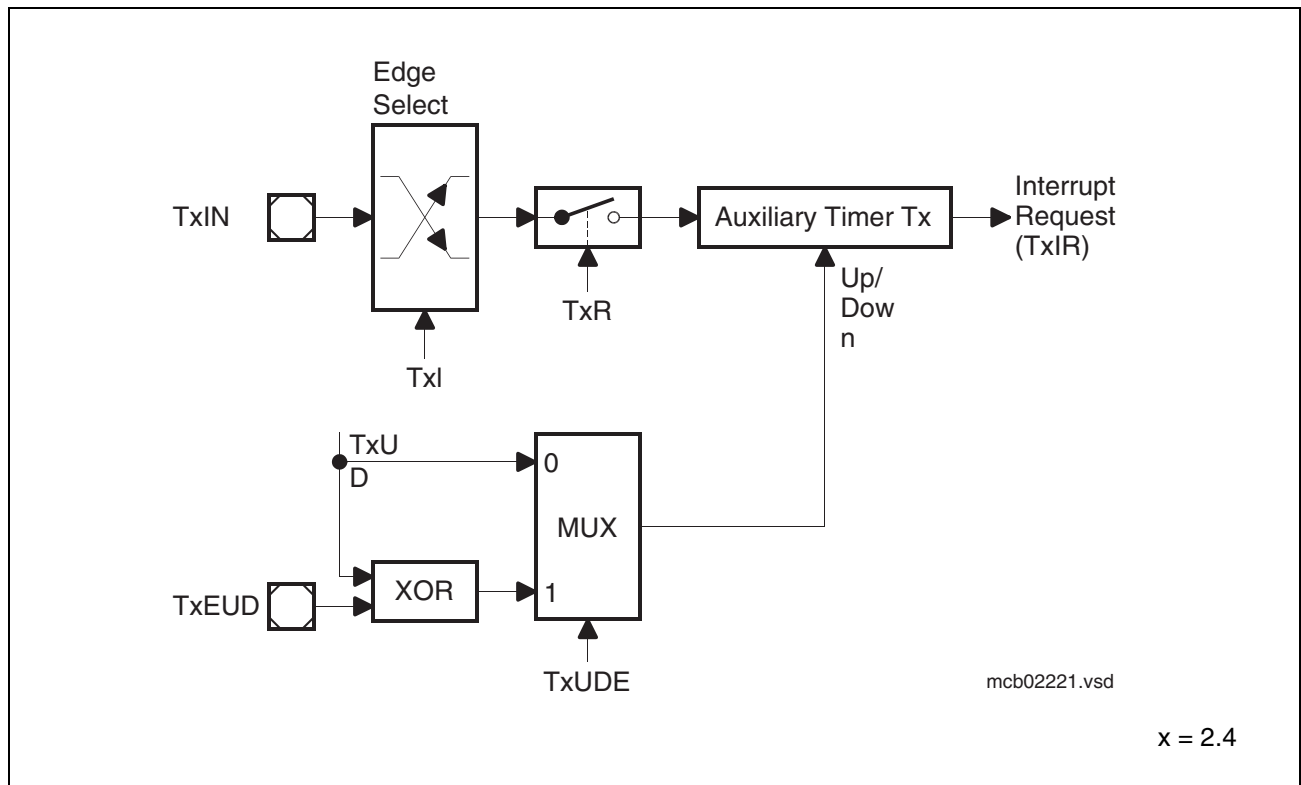 Edge
Select
TxIN
Auxiliary Timer Tx
Interrupt
Request
(TxIR)
TxR
Up/
Dow
n
TxI
TxU
D
0
MUX
XOR
1
TxEUD
TxUDE
mcb02221.vsd
x = 2.4